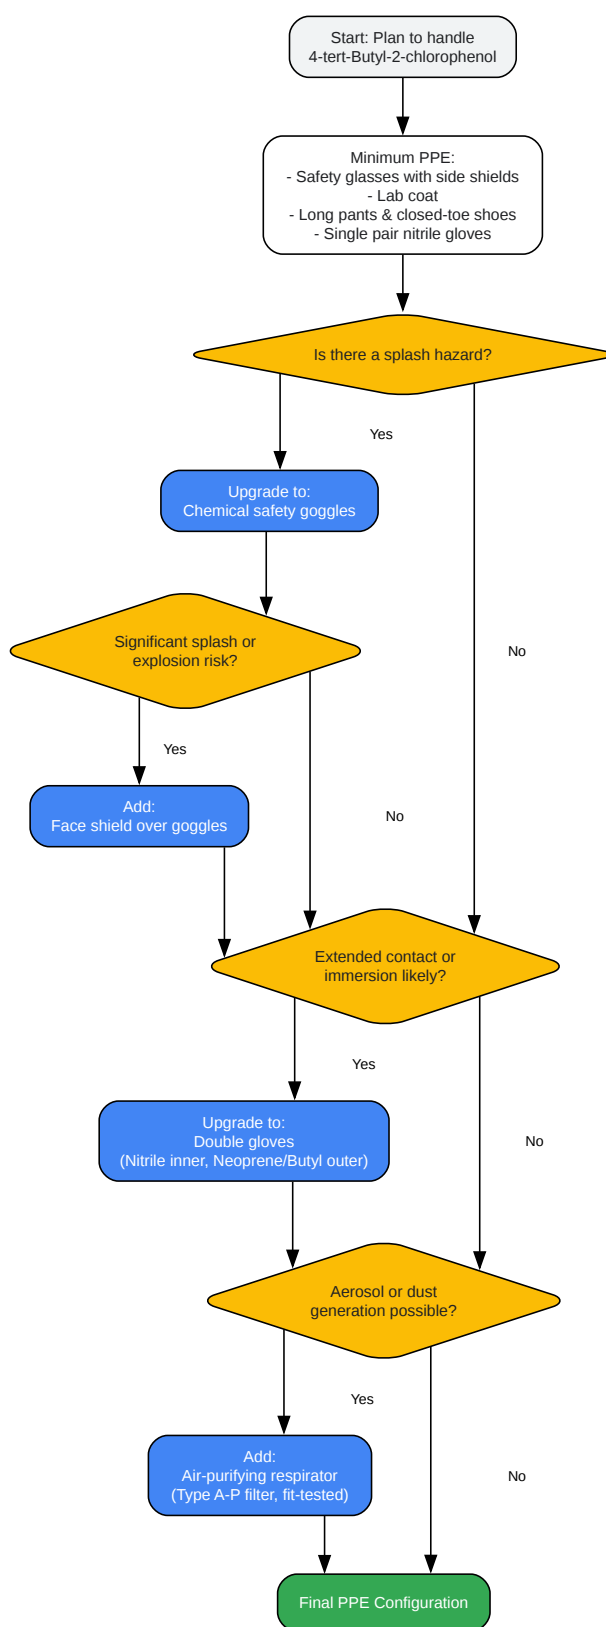 Start: Plan to handle
4-tert-Butyl-2-chlorophenol
Minimum PPE:
- Safety glasses with side shields
- Lab coat
- Long pants & closed-toe shoes
- Single pair nitrile gloves
Is there a splash hazard?
Yes
Upgrade to:
Chemical safety goggles
Significant splash or
explosion risk?
No
Yes
Add:
Face shield over goggles
No
Extended contact or
immersion likely?
Yes
Upgrade to:
Double gloves
(Nitrile inner, Neoprene/Butyl outer)
No
Aerosol or dust
generation possible?
Yes
Add:
Air-purifying respirator
(Type A-P filter, fit-tested)
No
Final PPE Configuration